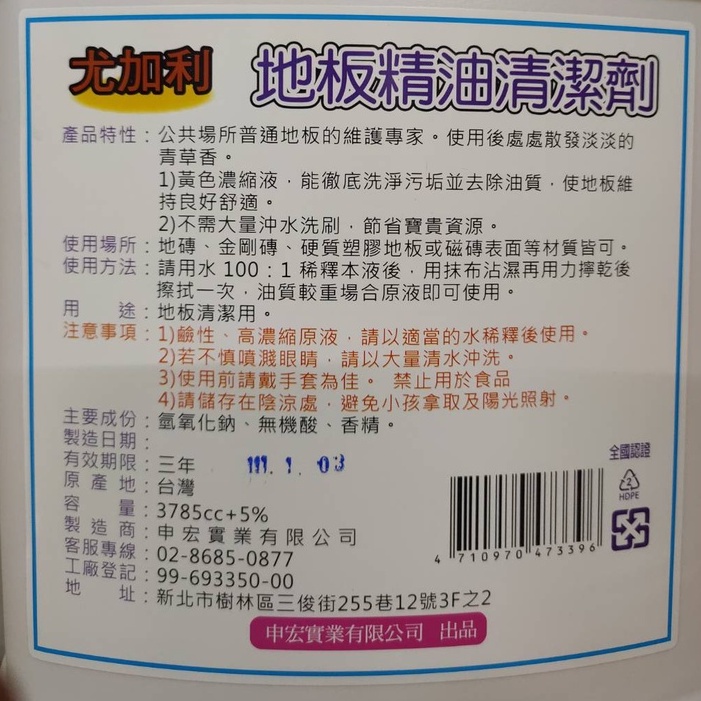 尤加利 地板精油清潔劑
產品特性：公共場所普通地板的維護專家。使用後處處散發淡淡的
青草香。
1)黃色濃縮液，能徹底洗淨污垢並去除油質，使地板維
持良好舒適。
2)不需大量沖水洗刷，節省寶貴資源。
使用場所：地磚、金剛磚、硬質塑膠地板或磁磚表面等材質皆可。
使用方法：請用水 100：1 稀釋本液後，用抹布沾濕再用力擰乾後
擦拭一次，油質較重場合原液即可使用。
用 途：地板清潔用。
注意事項：1)鹼性、高濃縮原液，請以適當的水稀釋後使用。
2)若不慎噴濺眼睛，請以大量清水沖洗。
3)使用前請戴手套為佳。 禁止用於食品
4)請儲存在陰涼處，避免小孩拿取及陽光照射。
主要成份：氫氧化鈉、無機酸、香精。
製造日期：
有效期限：三年 111. 1. 03
原 產 地：台灣
容 量：3785cc+5%
製 造 商：申宏實業有限公司
客服專線：02-8685-0877
工廠登記：99-693350-00
地 址：新北市樹林區三俊街255巷12號3F之2
全國認證
2
HDPE
4 710970 473396
申宏實業有限公司 出品